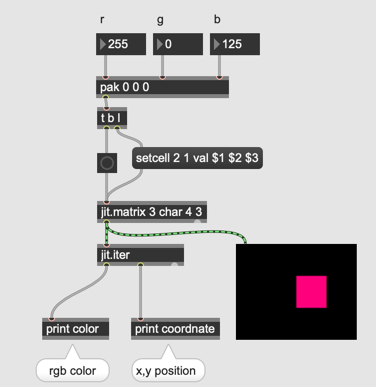 r g b
255 0 125
pak 0 0 0
t b l
setcell 2 1 val $1 $2 $3
jit.matrix 3 char 4 3
jit.iter
print color print coordnate
rgb color x,y position